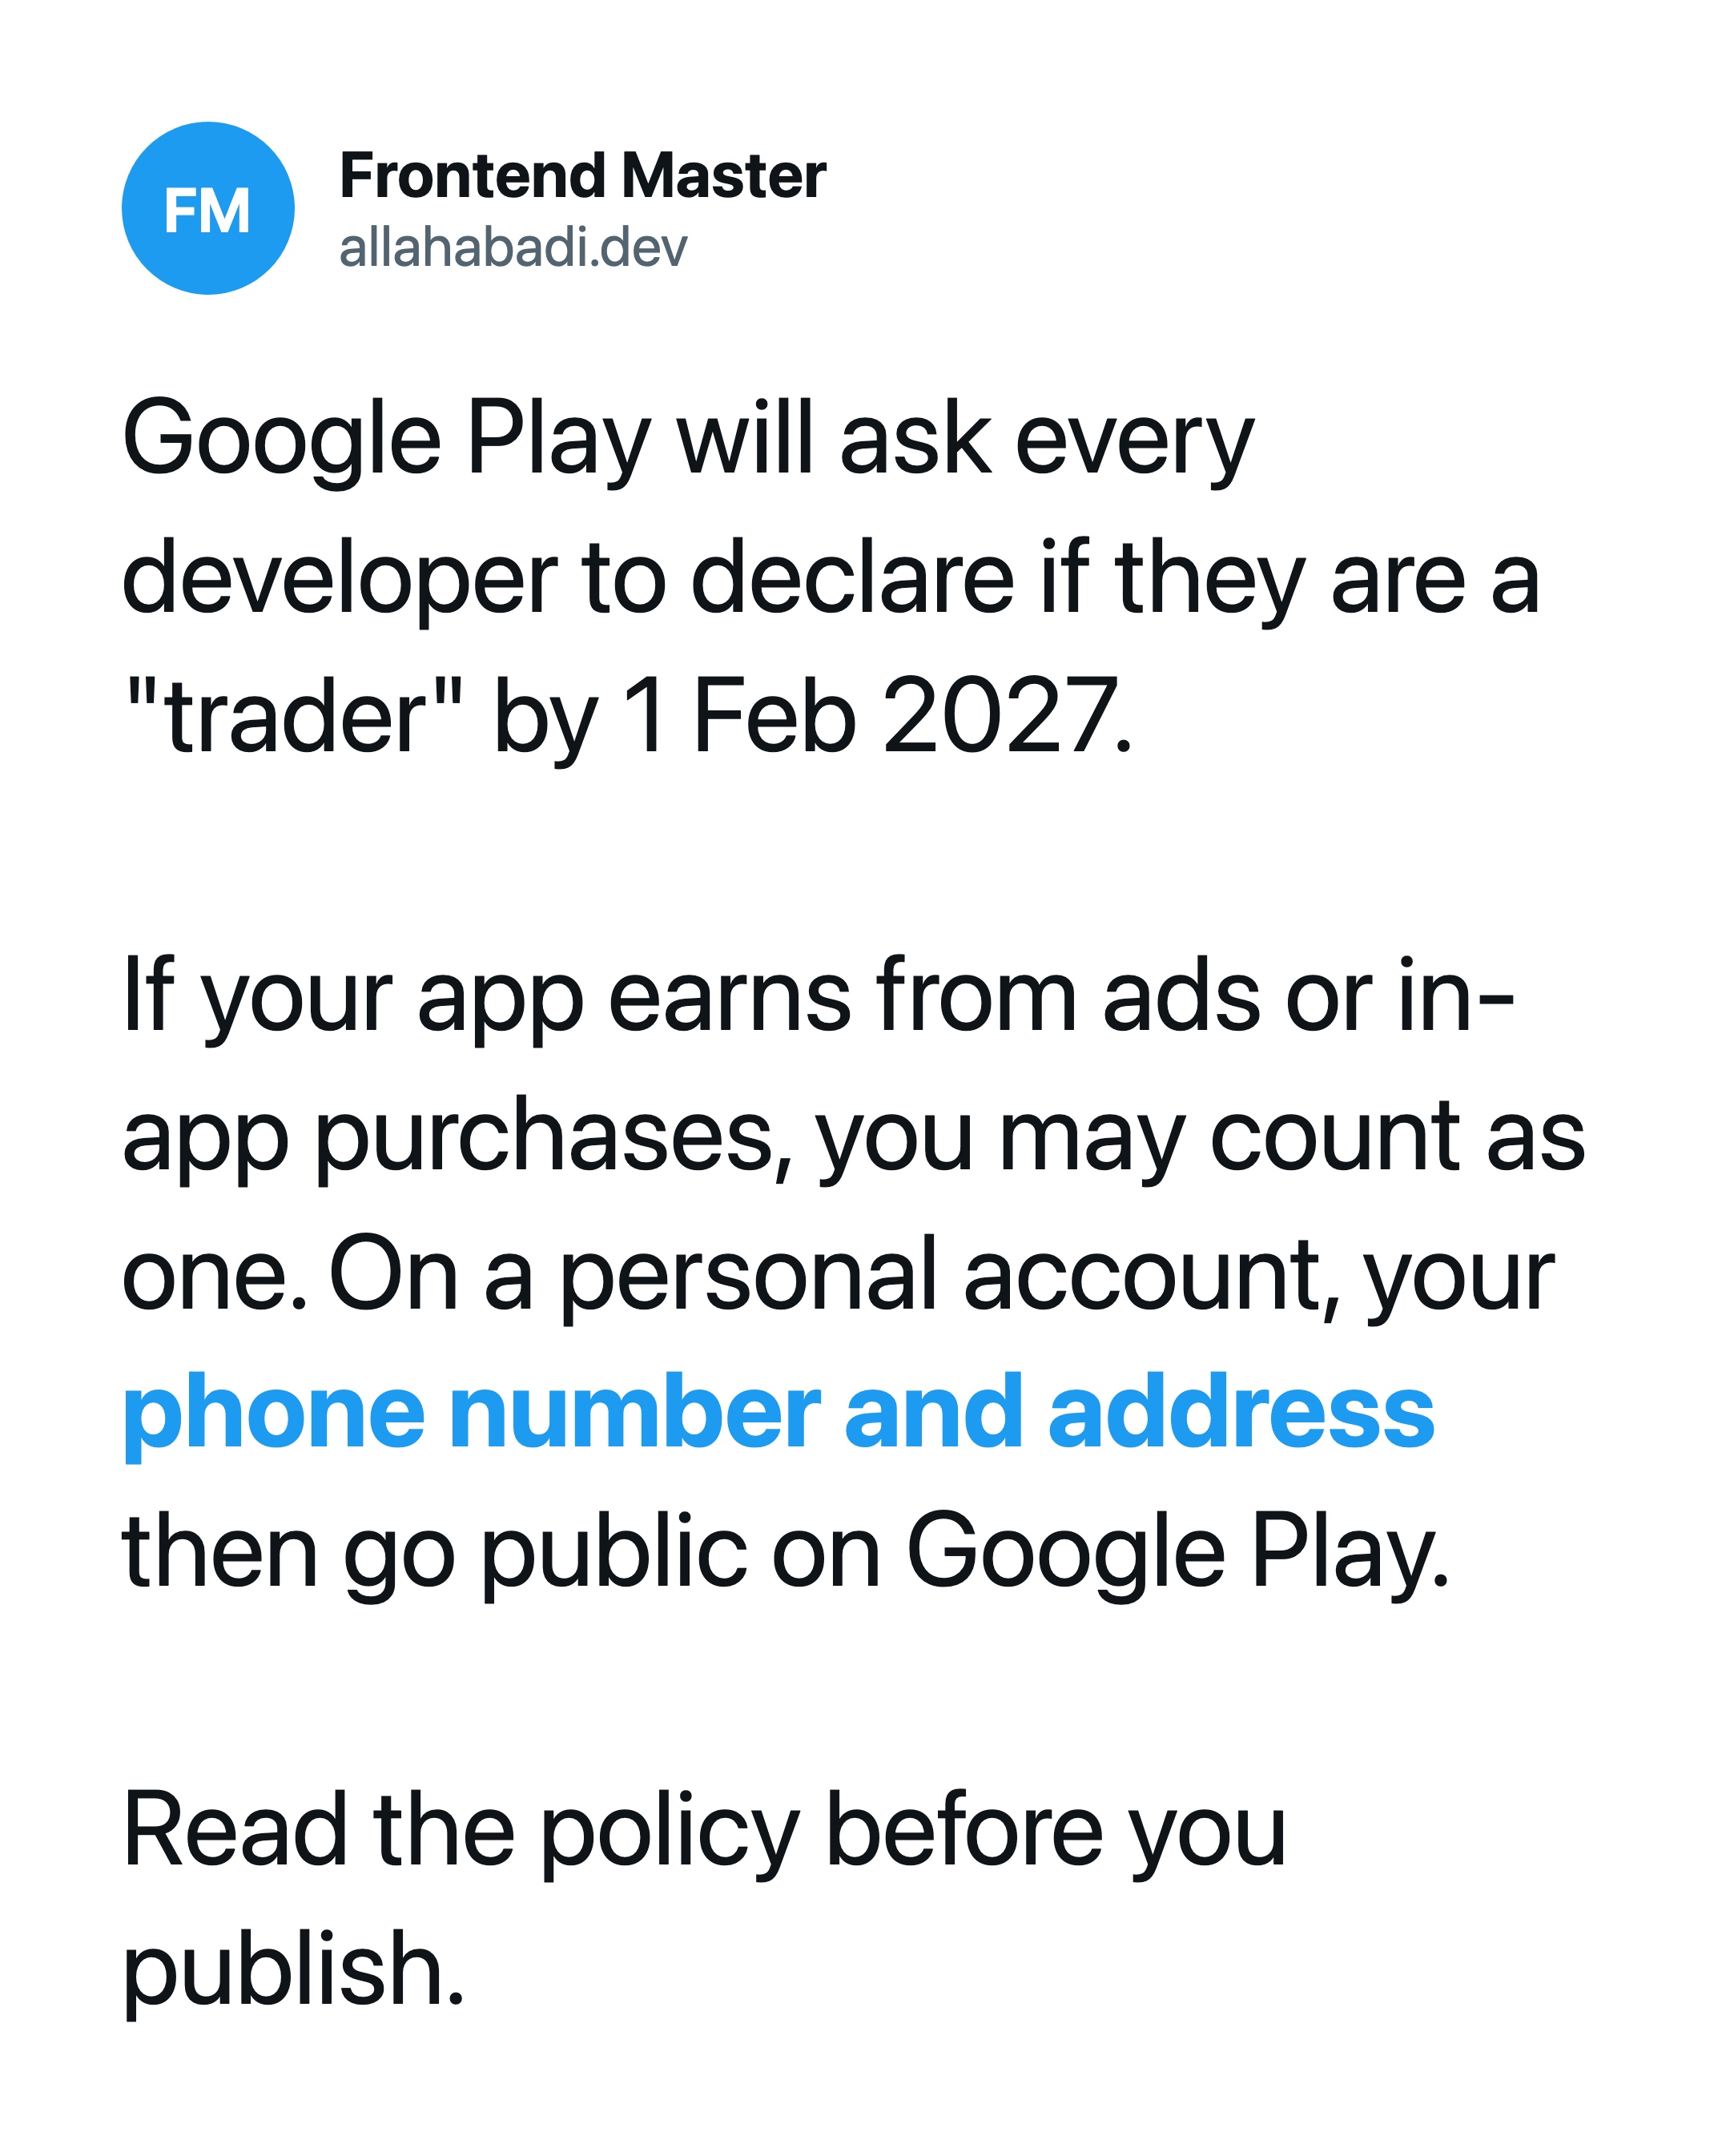 FM
Frontend Master
allahabadi.dev
Google Play will ask every
developer to declare if they are a
"trader" by 1 Feb 2027.
If your app earns from ads or in-
app purchases, you may count as
one. On a personal account, your
phone number and address
then go public on Google Play.
Read the policy before you
publish.